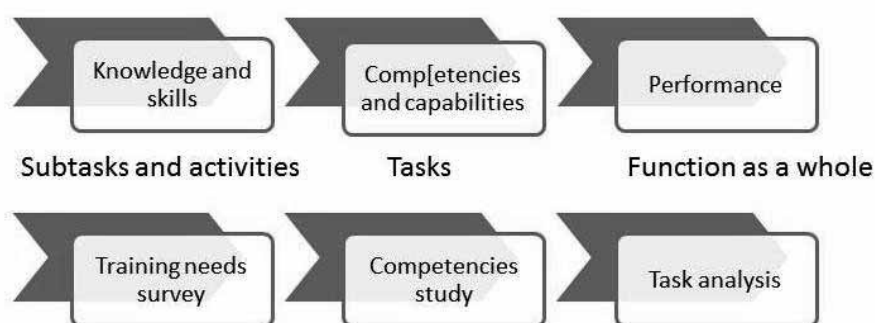 Knowledge and
skills
Comp[etencies
and capabilities
Performance
Subtasks and activities
Tasks
Function as a whole
Training needs
survey
Competencies
study
Task analysis